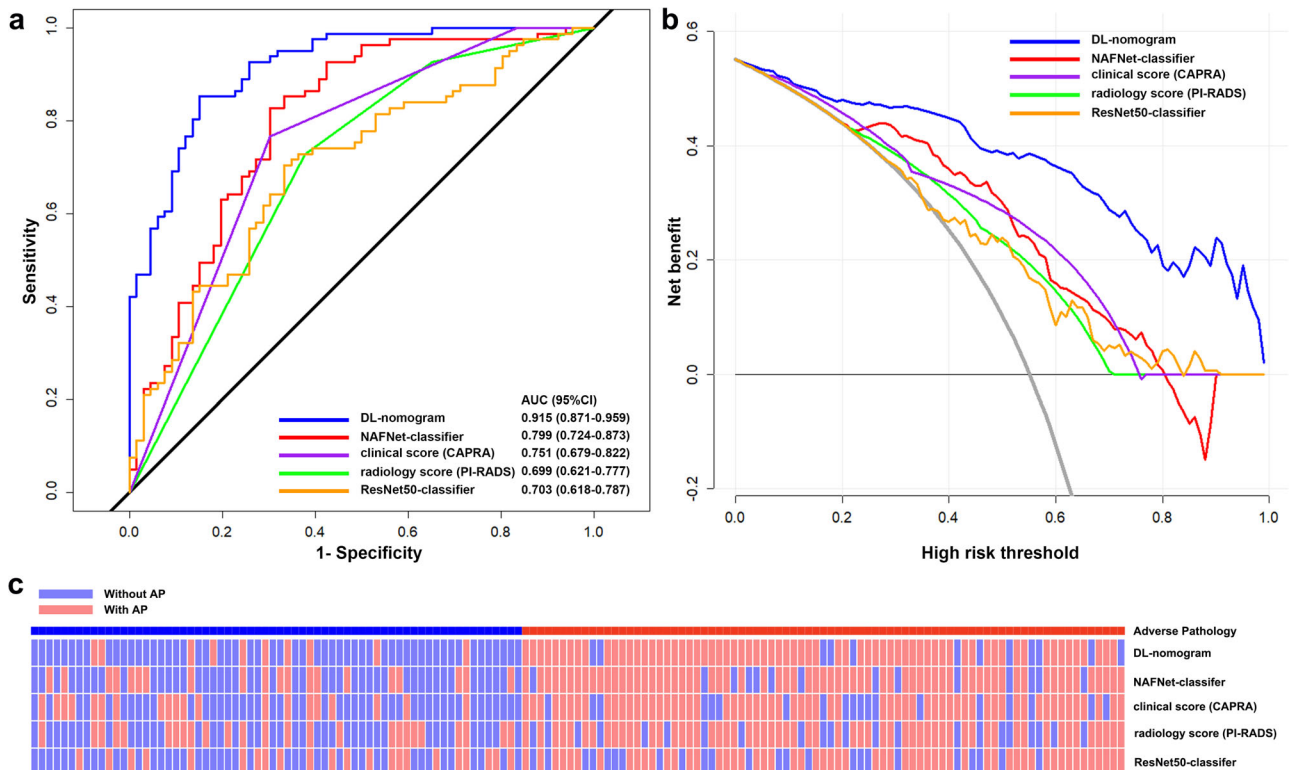 a
1.0
0.8
0.6
0.4
0.2
0.0
Sensitivity
AUC (95%CI)
DL-nomogram 0.915 (0.871-0.959)
NAFNet-classifier 0.799 (0.724-0.873)
clinical score (CAPRA) 0.751 (0.679-0.822)
radiology score (PI-RADS) 0.699 (0.621-0.777)
ResNet50-classifier 0.703 (0.618-0.787)
0.0 0.2 0.4 0.6 0.8 1.0
1- Specificity
b
0.6
0.4
0.2
0.0
-0.2
Net benefit
DL-nomogram
NAFNet-classifier
clinical score (CAPRA)
radiology score (PI-RADS)
ResNet50-classifier
0.0 0.2 0.4 0.6 0.8 1.0
High risk threshold
c
Without AP
With AP
Adverse Pathology
DL-nomogram
NAFNet-classifer
clinical score (CAPRA)
radiology score (PI-RADS)
ResNet50-classifer